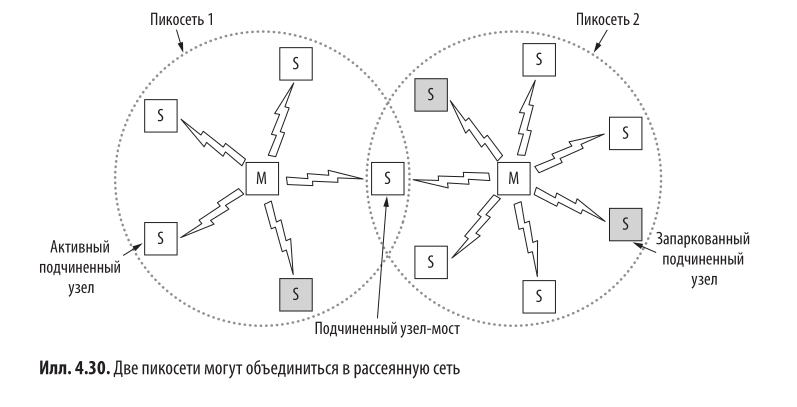 Пикосеть 1
Пикосеть 2
S
S
S
S
S
S
M
S
M
S
S
S
S
S
S
Активный
подчиненный
узел
Запаркованный
подчиненный
узел
Подчиненный узел-мост
Илл. 4.30. Две пикосети могут объединиться в рассеянную сеть